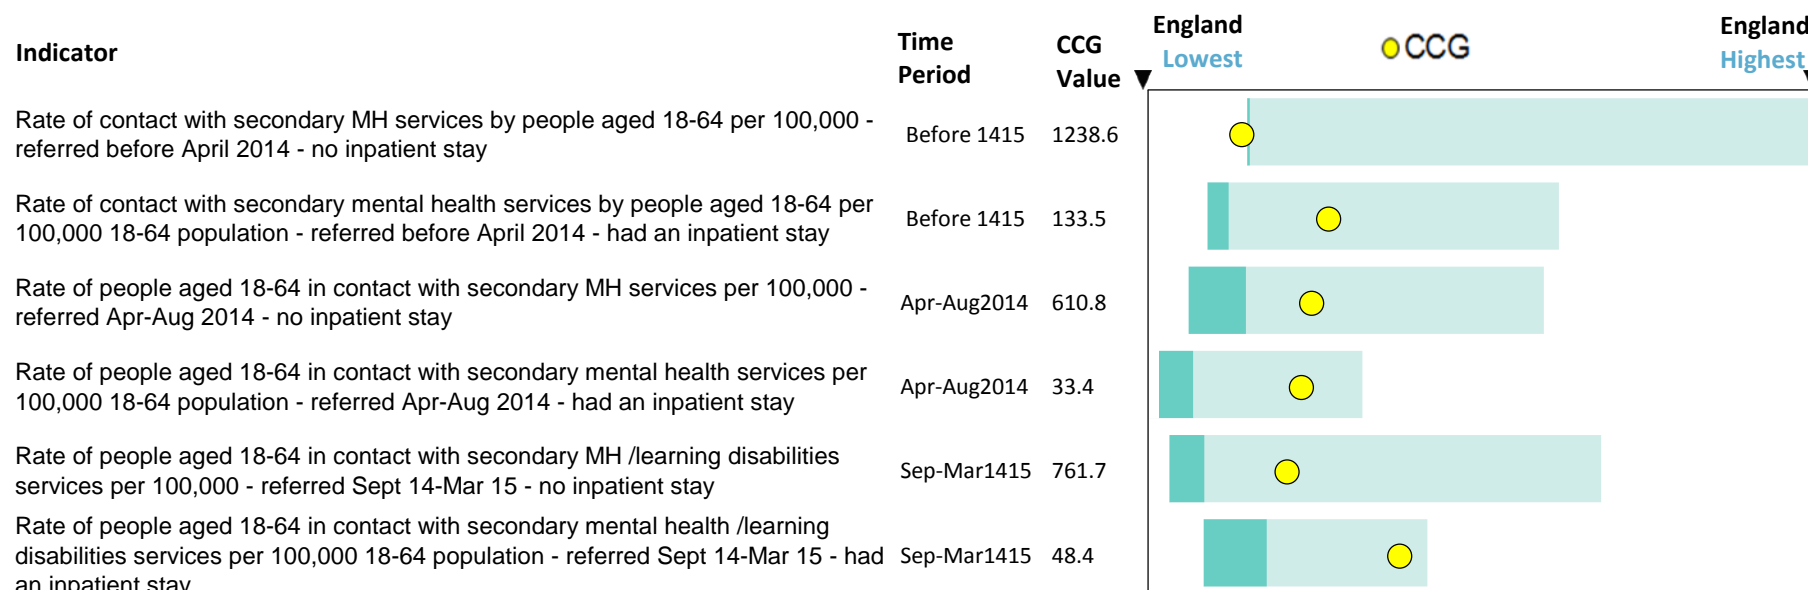 Indicator
Time
Period
CCG
Value
England
Lowest
CCG
England
Highest
Rate of contact with secondary MH services by people aged 18-64 per 100,000 -
referred before April 2014 - no inpatient stay
Before 1415
1238.6
Rate of contact with secondary mental health services by people aged 18-64 per
100,000 18-64 population - referred before April 2014 - had an inpatient stay
Before 1415
133.5
Rate of people aged 18-64 in contact with secondary MH services per 100,000 -
referred Apr-Aug 2014 - no inpatient stay
Apr-Aug2014
610.8
Rate of people aged 18-64 in contact with secondary mental health services per
100,000 18-64 population - referred Apr-Aug 2014 - had an inpatient stay
Apr-Aug2014
33.4
Rate of people aged 18-64 in contact with secondary MH /learning disabilities
services per 100,000 - referred Sept 14-Mar 15 - no inpatient stay
Sep-Mar1415
761.7
Rate of people aged 18-64 in contact with secondary mental health /learning
disabilities services per 100,000 18-64 population - referred Sept 14-Mar 15 - had
an inpatient stay
Sep-Mar1415
48.4